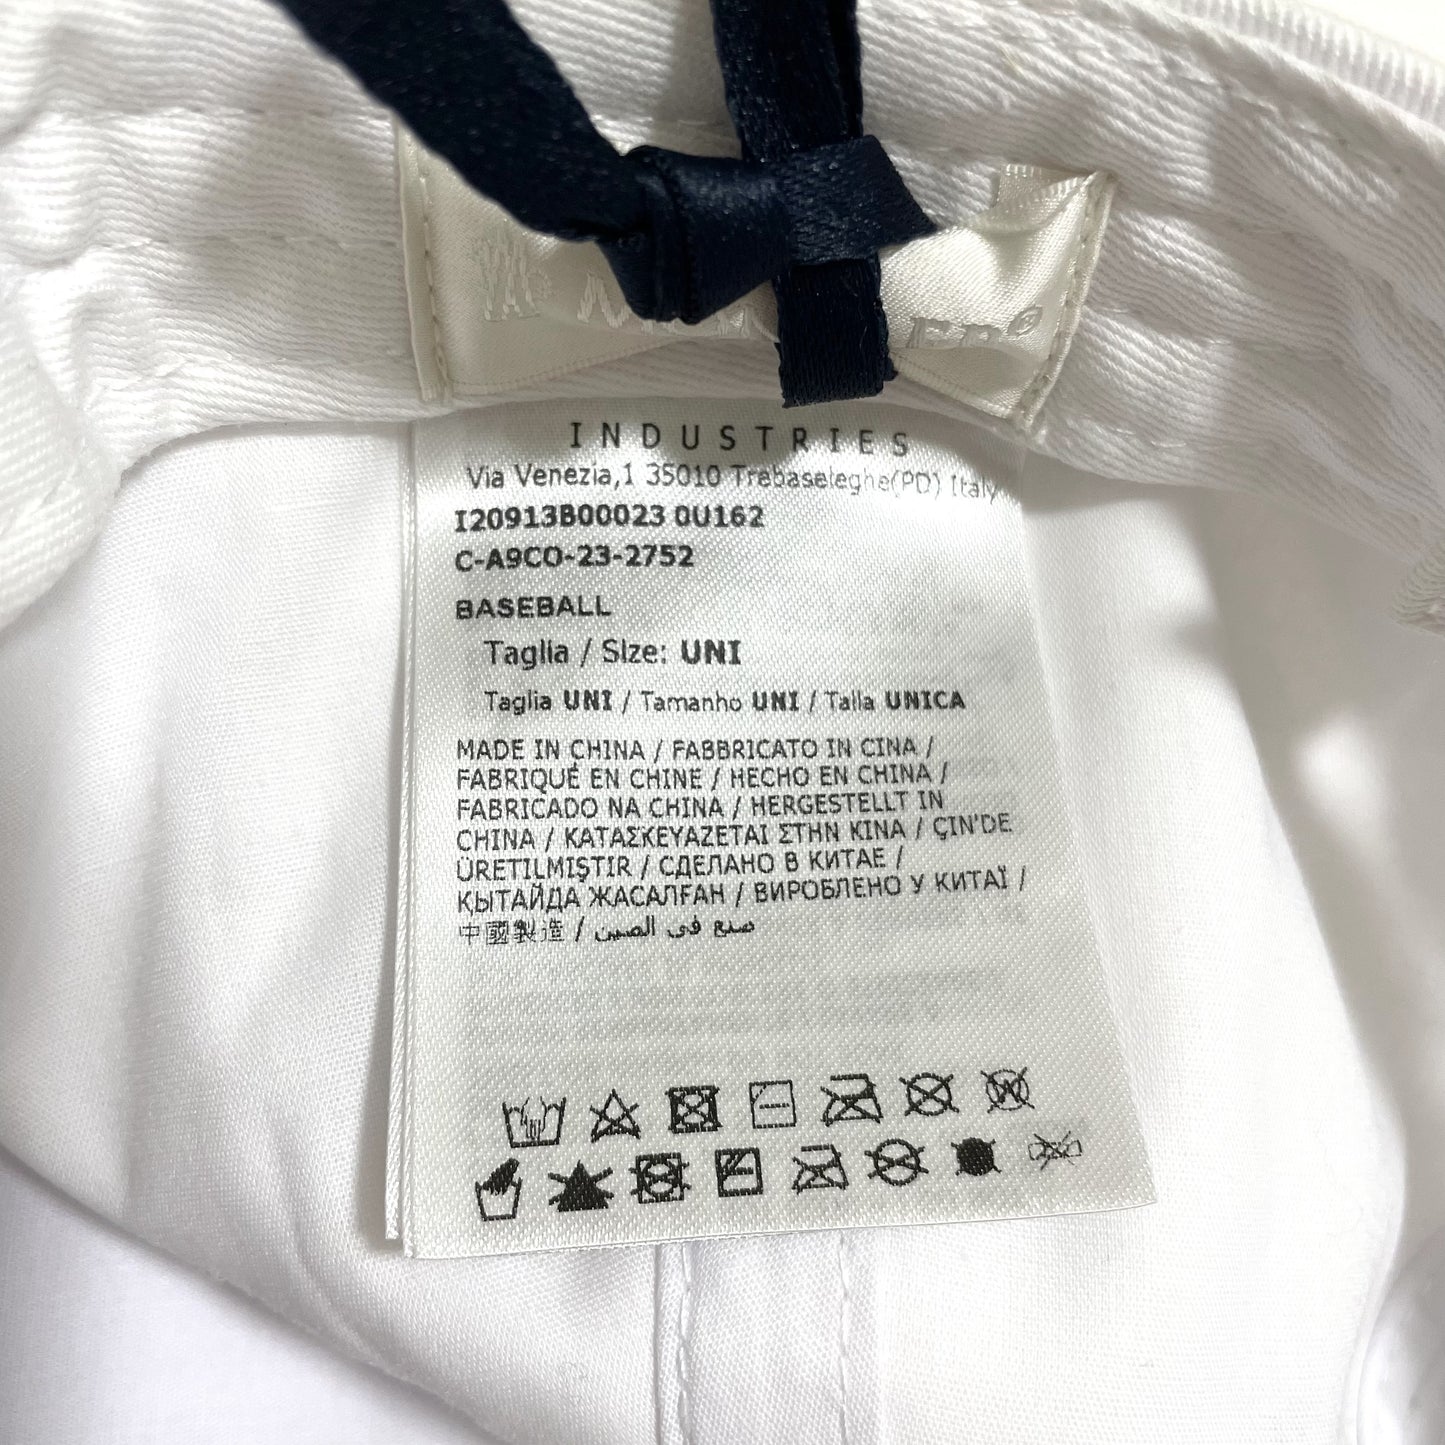 INDUSTRIES
Via Venezia,1 35010 Trebaseleghe(PD) Italy
I20913B00023 0U162
C-A9CO-23-2752
BASEBALL
Taglia / Size: UNI
Taglia UNI / Tamanho UNI / Talla UNICA
MADE IN CHINA / FABBRICATO IN CINA /
FABRIQUÉ EN CHINE / HECHO EN CHINA /
FABRICADO NA CHINA / HERGESTELLT IN
CHINA / ΚΑΤΑΣΚΕΥΑΖΕΤΑΙ ΣΤΗΝ ΚΙΝΑ / ÇIN'DE
ÜRETILMIŞTIR / СДЕЛАНО В КИТАЕ /
ҚЫТАЙДА ЖАСАЛҒАН / ВИРОБЛЕНО У КИТАЇ /
中國製造 / صنع في الصين